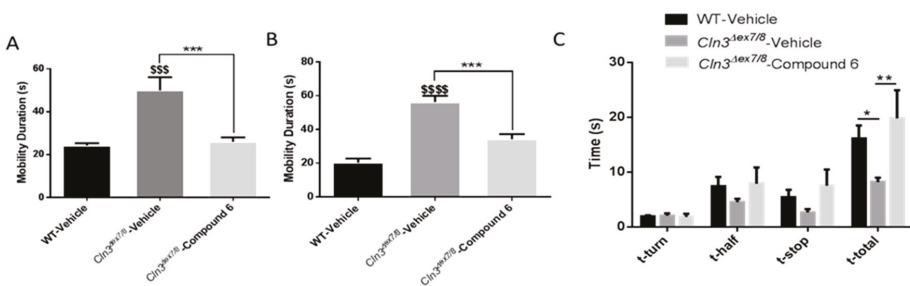 A
Mobility Duration (s)
60
40
20
0
$$$
***
WT-Vehicle
Cln3Δex7/8-Vehicle
Cln3Δex7/8-Compound 6
B
Mobility Duration (s)
80
60
40
20
0
$$$$
***
WT-Vehicle
Cln3Δex7/8-Vehicle
Cln3Δex7/8-Compound 6
C
WT-Vehicle
Cln3Δex7/8-Vehicle
Cln3Δex7/8-Compound 6
Time (s)
30
20
10
0
*
**
t-turn
t-half
t-stop
t-total